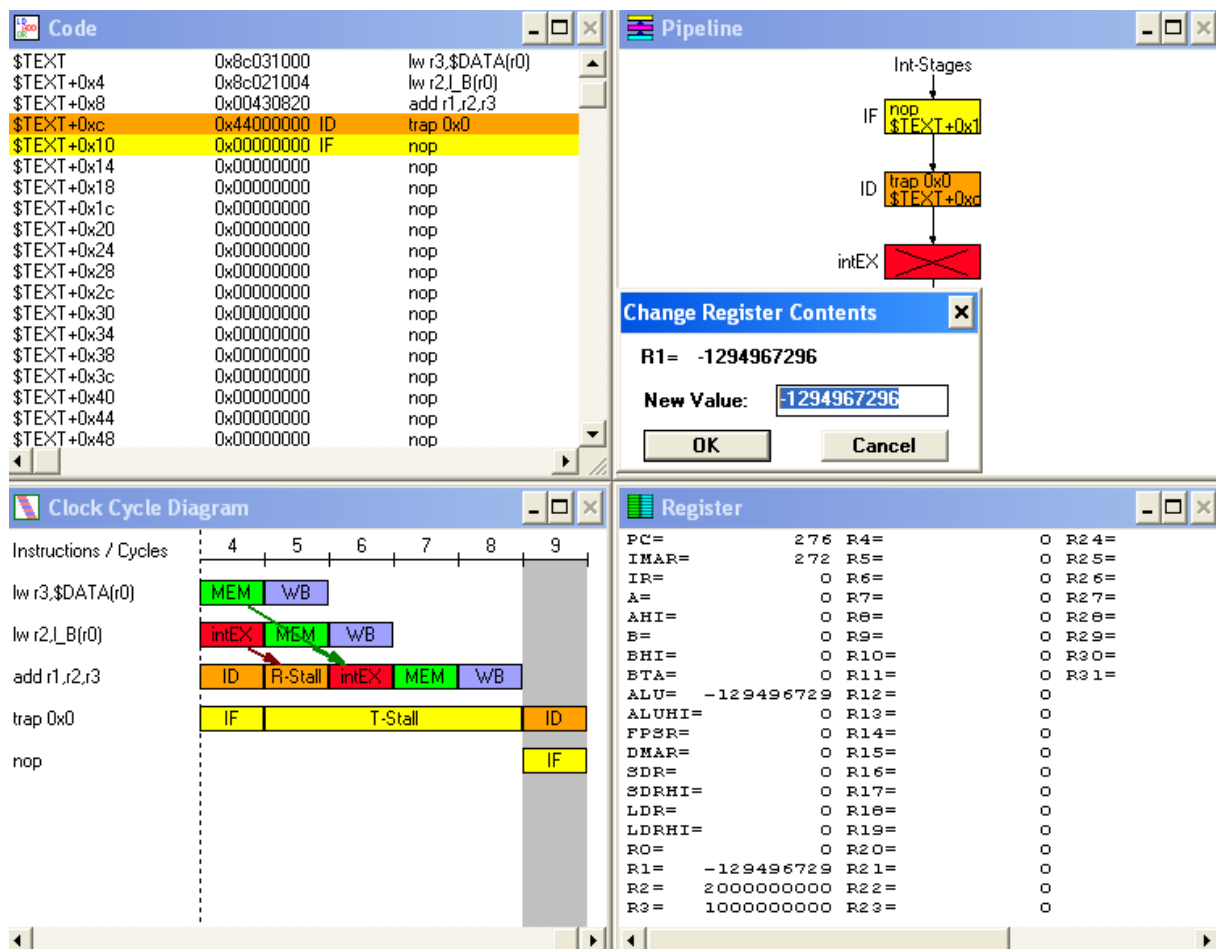 Code
$TEXT 0x8c031000 lw r3,$DATA(r0)
$TEXT+0x4 0x8c021004 lw r2,l_B(r0)
$TEXT+0x8 0x00430820 add r1,r2,r3
$TEXT+0xc 0x44000000 ID trap 0x0
$TEXT+0x10 0x00000000 IF nop
$TEXT+0x14 0x00000000 nop
$TEXT+0x18 0x00000000 nop
$TEXT+0x1c 0x00000000 nop
$TEXT+0x20 0x00000000 nop
$TEXT+0x24 0x00000000 nop
$TEXT+0x28 0x00000000 nop
$TEXT+0x2c 0x00000000 nop
$TEXT+0x30 0x00000000 nop
$TEXT+0x34 0x00000000 nop
$TEXT+0x38 0x00000000 nop
$TEXT+0x3c 0x00000000 nop
$TEXT+0x40 0x00000000 nop
$TEXT+0x44 0x00000000 nop
$TEXT+0x48 0x00000000 nop
Pipeline
Int-Stages
IF nop
$TEXT+0x1
ID trap 0x0
$TEXT+0xc
intEX
Change Register Contents
R1= -1294967296
New Value: -1294967296
OK Cancel
Clock Cycle Diagram
Instructions / Cycles 4 5 6 7 8 9
lw r3,$DATA(r0) MEM WB
lw r2,l_B(r0) intEX MEM WB
add r1,r2,r3 ID R-Stall intEX MEM WB
trap 0x0 IF T-Stall ID
nop IF
Register
PC= 276 R4= 0 R24=
IMAR= 272 R5= 0 R25=
IR= 0 R6= 0 R26=
A= 0 R7= 0 R27=
AHI= 0 R8= 0 R28=
B= 0 R9= 0 R29=
BHI= 0 R10= 0 R30=
BTA= 0 R11= 0 R31=
ALU= -129496729 R12= 0
ALUHI= 0 R13= 0
FPSR= 0 R14= 0
DMAR= 0 R15= 0
SDR= 0 R16= 0
SDRHI= 0 R17= 0
LDR= 0 R18= 0
LDRHI= 0 R19= 0
R0= 0 R20= 0
R1= -129496729 R21= 0
R2= 2000000000 R22= 0
R3= 1000000000 R23= 0